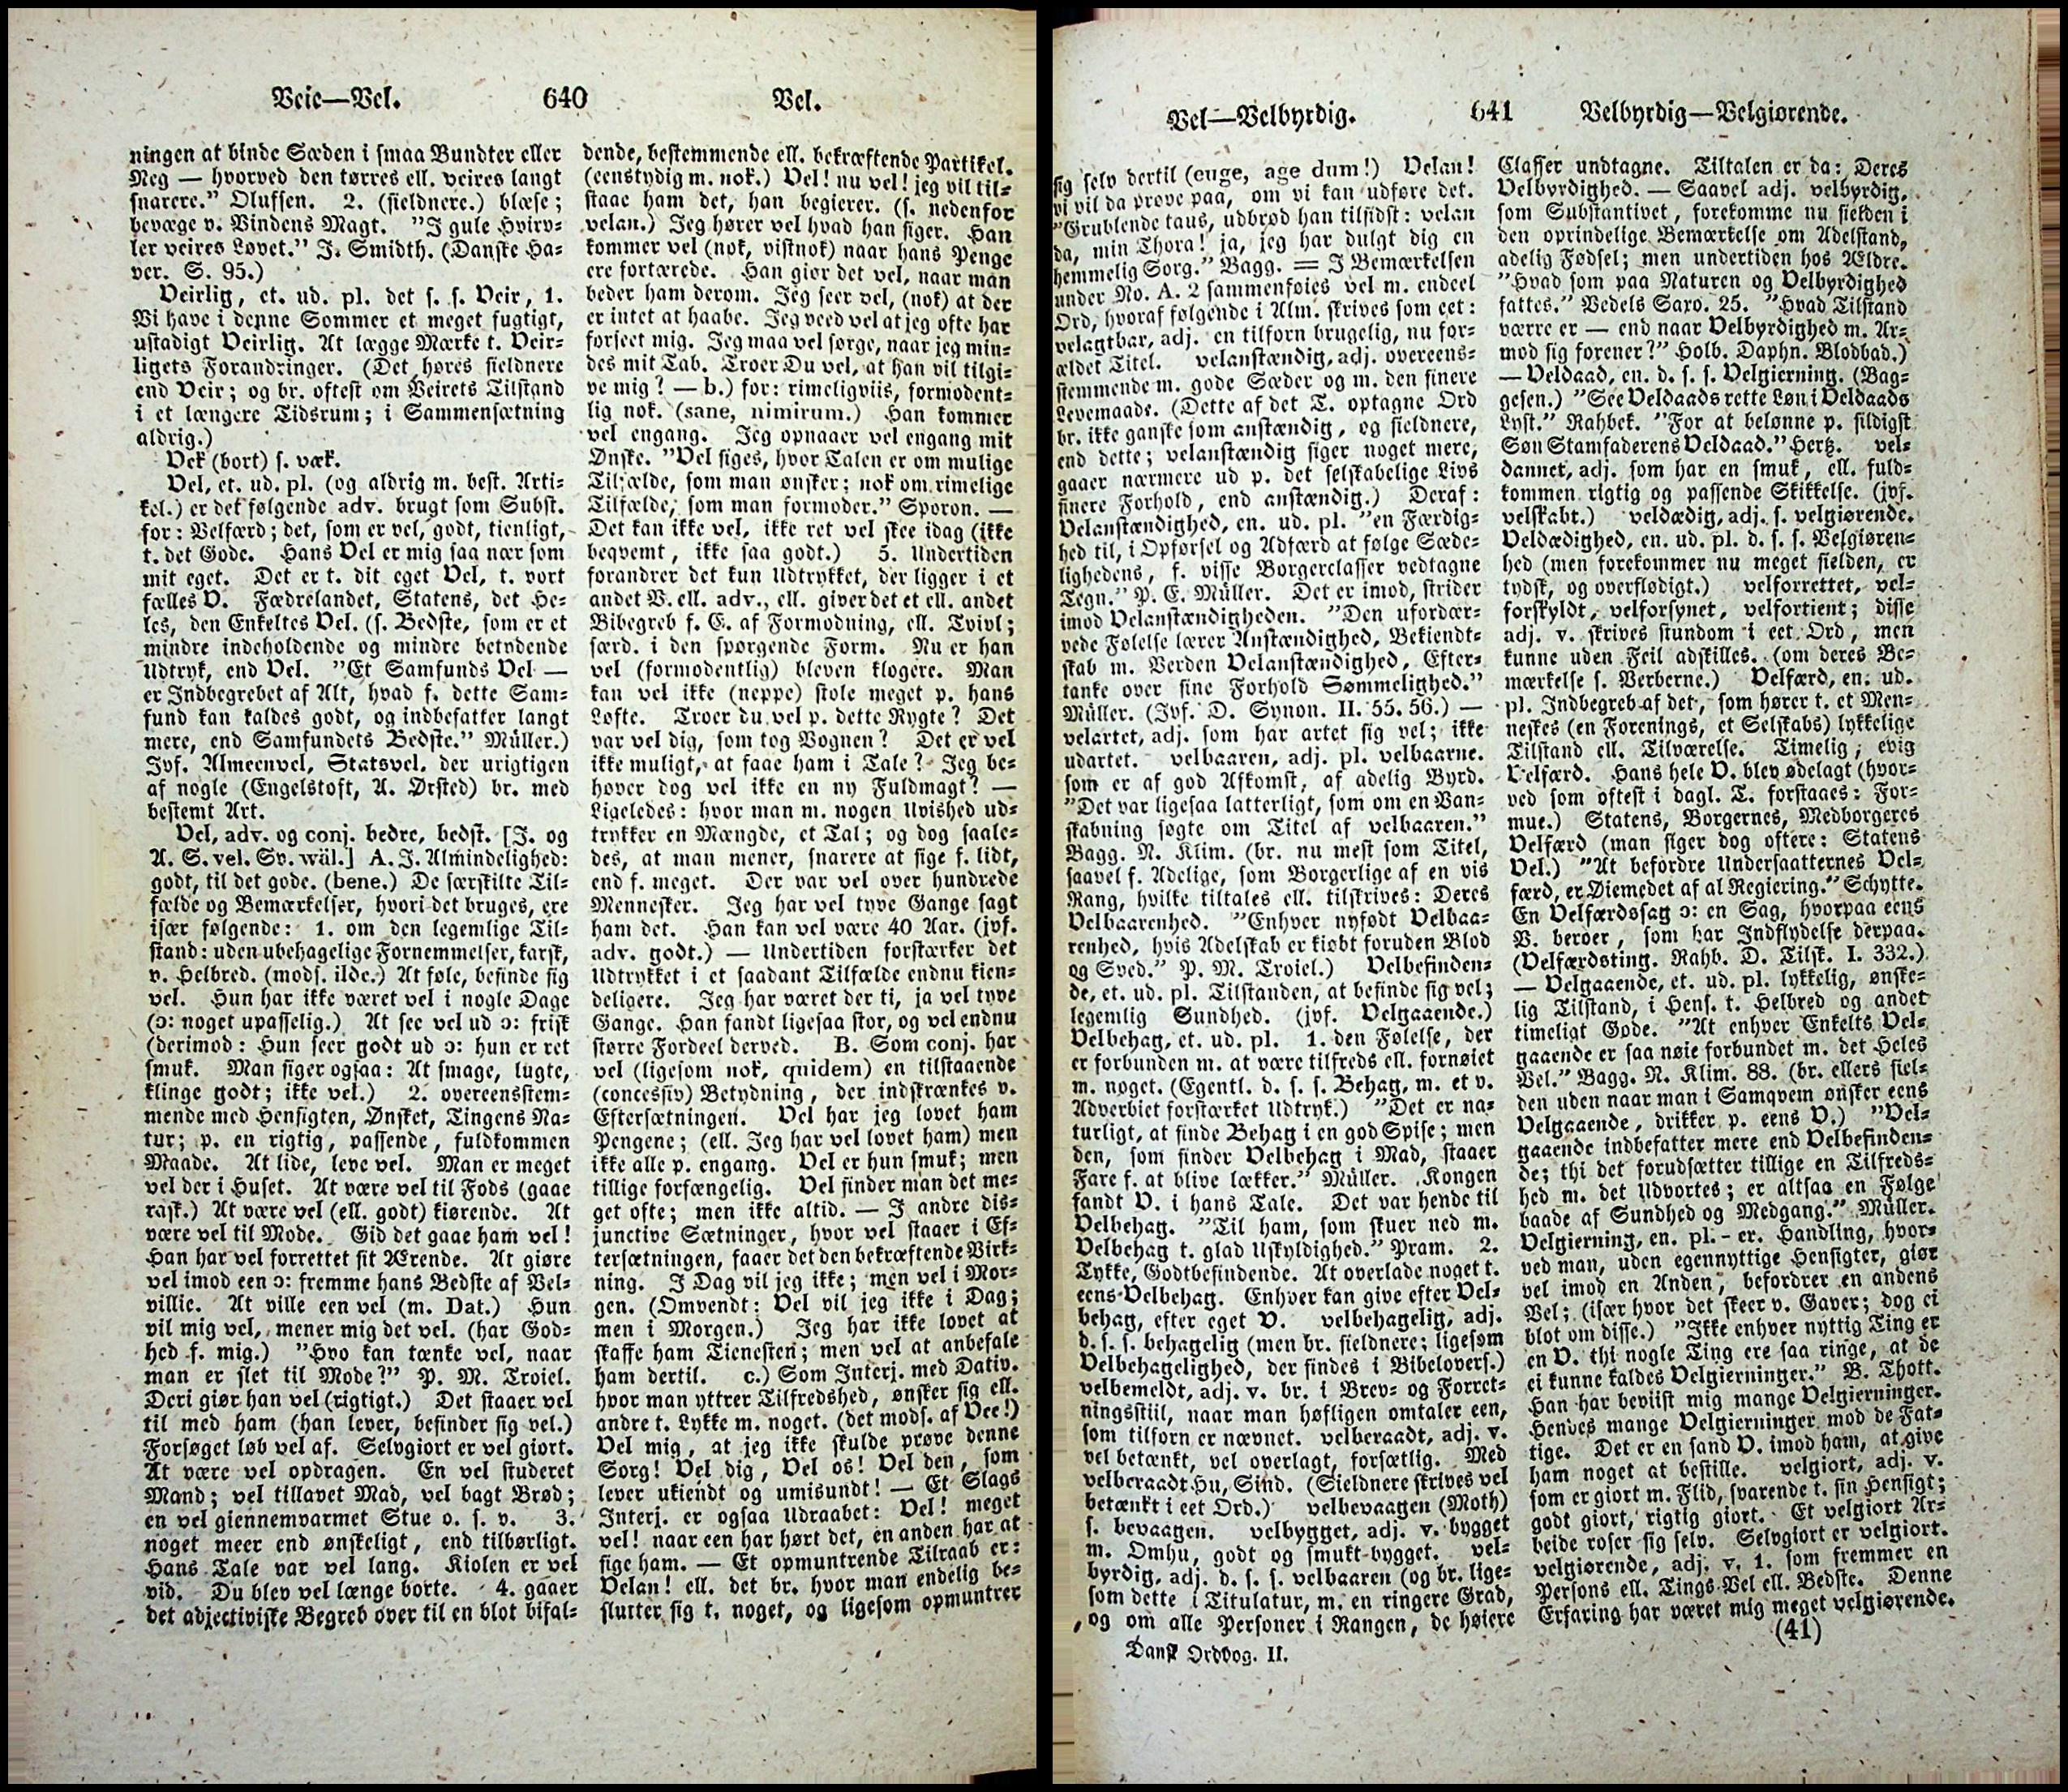 Veie—Vel.
640
Vel.
ningen at binde Sæden i smaa Bundter eller
Neg — hvorved den tørres ell. veires langt
snarere." Olufsen. 2. (sieldnere.) blæse;
bevæge v. Vindens Magt. "I gule Hvirv-
ler veires Løvet." J. Smidth. (Danske Ha-
ver. S. 95.)
Veirlig, et. ud. pl. det s. s. Veir, 1.
Vi have i denne Sommer et meget fugtigt,
ustadigt Veirlig. At lægge Mærke t. Veir-
ligets Forandringer. (Det høres sieldnere
end Veir; og br. oftest om Veirets Tilstand
i et længere Tidsrum; i Sammensætning
aldrig.)
Vek (bort) s. væk.
Vel, et. ud. pl. (og aldrig m. best. Arti-
kel.) er det følgende adv. brugt som Subst.
for: Velfærd; det, som er vel, godt, tienligt,
t. det Gode. Hans Vel er mig saa nær som
mit eget. Det er t. dit eget Vel, t. vort
fælles V. Fædrelandet, Statens, det He-
les, den Enkeltes Vel. (s. Bedste, som er et
mindre indeholdende og mindre betydende
Udtryk, end Vel. "Et Samfunds Vel —
er Indbegrebet af Alt, hvad f. dette Sam-
fund kan kaldes godt, og indbefatter langt
mere, end Samfundets Bedste." Müller.)
Jvf. Almeenvel, Statsvel. der urigtigen
af nogle (Engelstoft, A. Ørsted) br. med
bestemt Art.
Vel, adv. og conj. bedre, bedst. [J. og
A. S. vel. Sv. wäl.] A. I. Almindelighed:
godt, til det gode. (bene.) De særskilte Til-
fælde og Bemærkelser, hvori det bruges, ere
især følgende: 1. om den legemlige Til-
stand: uden ubehagelige Fornemmelser, karsk,
v. Helbred. (mods. ilde.) At føle, befinde sig
vel. Hun har ikke været vel i nogle Dage
(ɔ: noget upasselig.) At see vel ud ɔ: frisk
(derimod: Hun seer godt ud ɔ: hun er ret
smuk. Man siger ogsaa: At smage, lugte,
klinge godt; ikke vel.) 2. overeensstem-
mende med Hensigten, Ønsket, Tingens Na-
tur; p. en rigtig, passende, fuldkommen
Maade. At lide, leve vel. Man er meget
vel der i Huset. At være vel til Fods (gaae
rask.) At være vel (ell. godt) kiørende. At
være vel til Mode. Gid det gaae ham vel!
Han har vel forrettet sit Ærende. At giøre
vel imod een ɔ: fremme hans Bedste af Vel-
villie. At ville een vel (m. Dat.) Hun
vil mig vel, mener mig det vel. (har God-
hed f. mig.) "Hvo kan tænke vel, naar
man er slet til Mode?" P. M. Troiel.
Deri giør han vel (rigtigt.) Det staaer vel
til med ham (han lever, befinder sig vel.)
Forsøget løb vel af. Selvgiort er vel giort.
At være vel opdragen. En vel studeret
Mand; vel tillavet Mad, vel bagt Brød;
en vel giennemvarmet Stue o. s. v. 3.
noget meer end ønskeligt, end tilbørligt.
Hans Tale var vel lang. Kiolen er vel
vid. Du blev vel længe borte. 4. gaaer
det adjectiviske Begreb over til en blot bifal-
dende, bestemmende ell. bekræftende Partikel.
(eenstydig m. nok.) Vel! nu vel! jeg vil til-
staae ham det, han begierer. (s. nedenfor
velan.) Jeg hører vel hvad han siger. Han
kommer vel (nok, vistnok) naar hans Penge
ere fortærede. Han gier det vel, naar man
beder ham derom. Jeg seer vel, (nok) at der
er intet at haabe. Jeg veed vel at jeg ofte har
forseet mig. Jeg maa vel sørge, naar jeg min-
des mit Tab. Troer Du vel, at han vil tilgi-
ve mig? — b.) for: rimeligviis, formodent-
lig nok. (sane, nimirum.) Han kommer
vel engang. Jeg opnaaer vel engang mit
Ønske. "Vel siges, hvor Talen er om mulige
Tilfælde, som man ønsker; nok om rimelige
Tilfælde, som man formoder." Sporon. —
Det kan ikke vel, ikke ret vel skee idag (ikke
beqvemt, ikke saa godt.) 5. Undertiden
forandrer det kun Udtrykket, der ligger i et
andet V. ell. adv., ell. giver det et ell. andet
Bibegreb f. E. af Formodning, ell. Tvivl;
særd. i den spørgende Form. Nu er han
vel (formodentlig) bleven klogere. Man
kan vel ikke (neppe) stole meget p. hans
Løfte. Troer du vel p. dette Rygte? Det
var vel dig, som tog Vognen? Det er vel
ikke muligt, at faae ham i Tale? Jeg be-
høver dog vel ikke en ny Fuldmagt? —
Ligeledes: hvor man m. nogen Uvished ud-
trykker en Mængde, et Tal; og dog saale-
des, at man mener, snarere at sige f. lidt,
end f. meget. Der var vel over hundrede
Mennesker. Jeg har vel tyve Gange sagt
ham det. Han kan vel være 40 Aar. (jvf.
adv. godt.) — Undertiden forstærker det
Udtrykket i et saadant Tilfælde endnu kien-
deligere. Jeg har været der ti, ja vel tyve
Gange. Han fandt ligesaa stor, og vel endnu
større Fordeel derved. B. Som conj. har
vel (ligesom nok, quidem) en tilstaaende
(concessiv) Betydning, der indskrænkes v.
Eftersætningen. Vel har jeg lovet ham
Pengene; (ell. Jeg har vel lovet ham) men
ikke alle p. engang. Vel er hun smuk; men
tillige forfængelig. Vel finder man det me-
get ofte; men ikke altid. — I andre dis-
junctive Sætninger, hvor vel staaer i Ef-
tersætningen, faaer det den bekræftende Virk-
ning. I Dag vil jeg ikke; men vel i Mor-
gen. (Omvendt: Vel vil jeg ikke i Dag;
men i Morgen.) Jeg har ikke lovet at
skaffe ham Tienesten; men vel at anbefale
ham dertil. c.) Som Interj. med Dativ.
hvor man yttrer Tilfredshed, ønsker sig ell.
andre t. Lykke m. noget. (det mods. af Vee!)
Vel mig, at jeg ikke skulde prøve denne
Sorg! Vel dig, Vel os! Vel den, som
lever ukiendt og umisundt! — Et Slags
Interj. er ogsaa Udraabet: Vel! meget
vel! naar een har hørt det, en anden har at
sige ham. — Et opmuntrende Tilraab er:
Velan! ell. det br. hvor man endelig be-
slutter sig t. noget, og ligesom opmuntrer
Vel—Velbyrdig.
641
Velbyrdig—Velgiørende.
sig selv dertil (euge, age dum!) Velan!
vi vil da prøve paa, om vi kan udføre det.
"Grublende taus, udbrød han tilsidst: velan
da, min Thora! ja, jeg har dulgt dig en
hemmelig Sorg." Bagg. = I Bemærkelsen
under No. A. 2 sammenføies vel m. endeel
Ord, hvoraf følgende i Alm. skrives som eet:
velagtbar, adj. en tilforn brugelig, nu for-
ældet Titel. velanstændig, adj. overeens-
stemmende m. gode Sæder og m. den finere
Levemaade. (Dette af det T. optagne Ord
br. ikke ganske som anstændig, og sieldnere,
end dette; velanstændig siger noget mere,
gaaer nærmere ud p. det selskabelige Livs
finere Forhold, end anstændig.) Deraf:
Velanstændighed, en. ud. pl. "en Færdig-
hed til, i Opførsel og Adfærd at følge Sæde-
lighedens, f. visse Borgerclasser vedtagne
Tegn." P. E. Müller. Det er imod, strider
imod Velanstændigheden. "Den ufordær-
vede Følelse lærer Anstændighed, Bekiendt-
skab m. Verden Velanstændighed, Efter-
tanke over sine Forhold Sømmelighed."
Müller. (Jvf. D. Synon. II. 55. 56.) —
velartet, adj. som har artet sig vel; ikke
udartet. velbaaren, adj. pl. velbaarne.
som er af god Afkomst, af adelig Byrd.
"Det var ligesaa latterligt, som om en Van-
skabning søgte om Titel af velbaaren."
Bagg. N. Klim. (br. nu mest som Titel,
saavel f. Adelige, som Borgerlige af en vis
Rang, hvilke tiltales ell. tilskrives: Deres
Velbaarenhed. "Enhver nyfødt Velbaa-
renhed, hvis Adelskab er kiøbt foruden Blod
og Sved." P. M. Troiel.) Velbefinden-
de, et. ud. pl. Tilstanden, at befinde sig vel;
legemlig Sundhed. (jvf. Velgaaende.)
Velbehag, et. ud. pl. 1. den Følelse, der
er forbunden m. at være tilfreds ell. fornøiet
m. noget. (Egentl. d. s. s. Behag, m. et v.
Adverbiet forstærket Udtryk.) "Det er na-
turligt, at finde Behag i en god Spise; men
den, som finder Velbehag i Mad, staaer
Fare f. at blive lækker." Müller. Kongen
fandt V. i hans Tale. Det var hende til
Velbehag. "Til ham, som skuer ned m.
Velbehag t. glad Uskyldighed." Pram. 2.
Tykke, Godtbefindende. At overlade noget t.
eens Velbehag. Enhver kan give efter Vel-
behag, efter eget V. velbehagelig, adj.
d. s. s. behagelig (men br. sieldnere; ligesom
Velbehagelighed, der findes i Bibelovers.)
velbemeldt, adj. v. br. i Brev- og Forret-
ningsstiil, naar man høfligen omtaler een,
som tilforn er nævnet. velberaadt, adj. v.
vel betænkt, vel overlagt, forsætlig. Med
velberaadt Hu, Sind. (Sieldnere skrives vel
betænkt i eet Ord.) velbevaagen (Moth)
s. bevaagen. velbygget, adj. v. bygget
m. Omhu, godt og smukt bygget. vel-
byrdig, adj. d. s. s. velbaaren (og br. lige-
som dette i Titulatur, m. en ringere Grad,
og om alle Personer i Rangen, de høiere
Dansk Ordbog. II.
Classer undtagne. Tiltalen er da: Deres
Velbyrdighed. — Saavel adj. velbyrdig,
som Substantivet, forekomme nu sielden i
den oprindelige Bemærkelse om Adelstand,
adelig Fødsel; men undertiden hos Ældre.
"Hvad som paa Naturen og Velbyrdighed
fattes." Vedels Saxo. 25. "Hvad Tilstand
værre er — end naar Velbyrdighed m. Ar-
mod sig forener?" Holb. Daphn. Blodbad.)
— Veldaad, en. d. s. s. Velgierning. (Bag-
gesen.) "See Veldaads rette Løn i Veldaads
Lyst." Rahbek. "For at belønne p. sildigst
Søn Stamfaderens Veldaad." Hertz. vel-
dannet, adj. som har en smuk, ell. fuld-
kommen rigtig og passende Skikkelse. (jvf.
velskabt.) veldædig, adj. s. velgiørende.
Veldædighed, en. ud. pl. d. s. s. Velgiøren-
hed (men forekommer nu meget sielden, er
tydsk, og overflødigt.) velforrettet, vel-
forskyldt, velforsynet, velfortient; disse
adj. v. skrives stundom i eet Ord, men
kunne uden Feil adskilles. (om deres Be-
mærkelse s. Verberne.) Velfærd, en. ud.
pl. Indbegreb af det, som hører t. et Men-
neskes (en Forenings, et Selskabs) lykkelige
Tilstand ell. Tilværelse. Timelig, evig
Velfærd. Hans hele V. blev ødelagt (hvor-
ved som oftest i dagl. T. forstaaes: For-
mue.) Statens, Borgernes, Medborgeres
Velfærd (man siger dog oftere: Statens
Vel.) "At befordre Undersaatternes Vel-
færd, er Øiemedet af al Regiering." Schytte.
En Velfærdssag ɔ: en Sag, hvorpaa eens
V. beroer, som har Indflydelse derpaa.
(Velfærdsting. Rahb. D. Tilsk. I. 332.)
— Velgaaende, et. ud. pl. lykkelig, ønske-
lig Tilstand, i Hens. t. Helbred og andet
timeligt Gode. "At enhver Enkelts Vel-
gaaende er saa nøie forbundet m. det Heles
Vel." Bagg. N. Klim. 88. (br. ellers siel-
den uden naar man i Samqvem ønsker eens
Velgaaende, drikker p. eens V.) "Vel-
gaaende indbefatter mere end Velbefinden-
de; thi det forudsætter tillige en Tilfreds-
hed m. det Udvortes; er altsaa en Følge
baade af Sundhed og Medgang." Müller.
Velgierning, en. pl. - er. Handling, hvor-
ved man, uden egennyttige Hensigter, giør
vel imod en Anden, befordrer en andens
Vel; (især hvor det skeer v. Gaver; dog ei
blot om disse.) "Ikke enhver nyttig Ting er
en V. thi nogle Ting ere saa ringe, at de
ei kunne kaldes Velgierninger." B. Thott.
Han har beviist mig mange Velgierninger.
Hendes mange Velgierninger mod de Fat-
tige. Det er en sand V. imod ham, at give
ham noget at bestille. velgiort, adj. v.
som er giort m. Flid, svarende t. sin Hensigt;
godt giort, rigtig giort. Et velgiort Ar-
beide roser sig selv. Selvgiort er velgiort.
velgiørende, adj. v. 1. som fremmer en
Persons ell. Tings Vel ell. Bedste. Denne
Erfaring har været mig meget velgiørende.
(41)